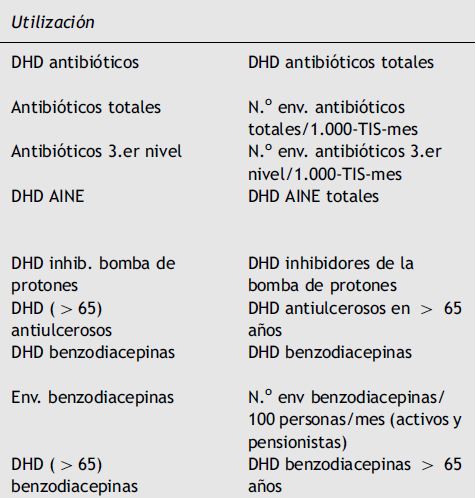 Utilización
DHD antibióticos DHD antibióticos totales
Antibióticos totales N.º env. antibióticos
totales/1.000-TIS-mes
Antibióticos 3.er nivel N.º env. antibióticos 3.er
nivel/1.000-TIS-mes
DHD AINE DHD AINE totales
DHD inhib. bomba de DHD inhibidores de la
protones bomba de protones
DHD ( > 65) DHD antiulcerosos en > 65
antiulcerosos años
DHD benzodiacepinas DHD benzodiacepinas
Env. benzodiacepinas N.º env benzodiacepinas/
100 personas/mes (activos y
pensionistas)
DHD ( > 65) DHD benzodiacepinas > 65
benzodiacepinas años